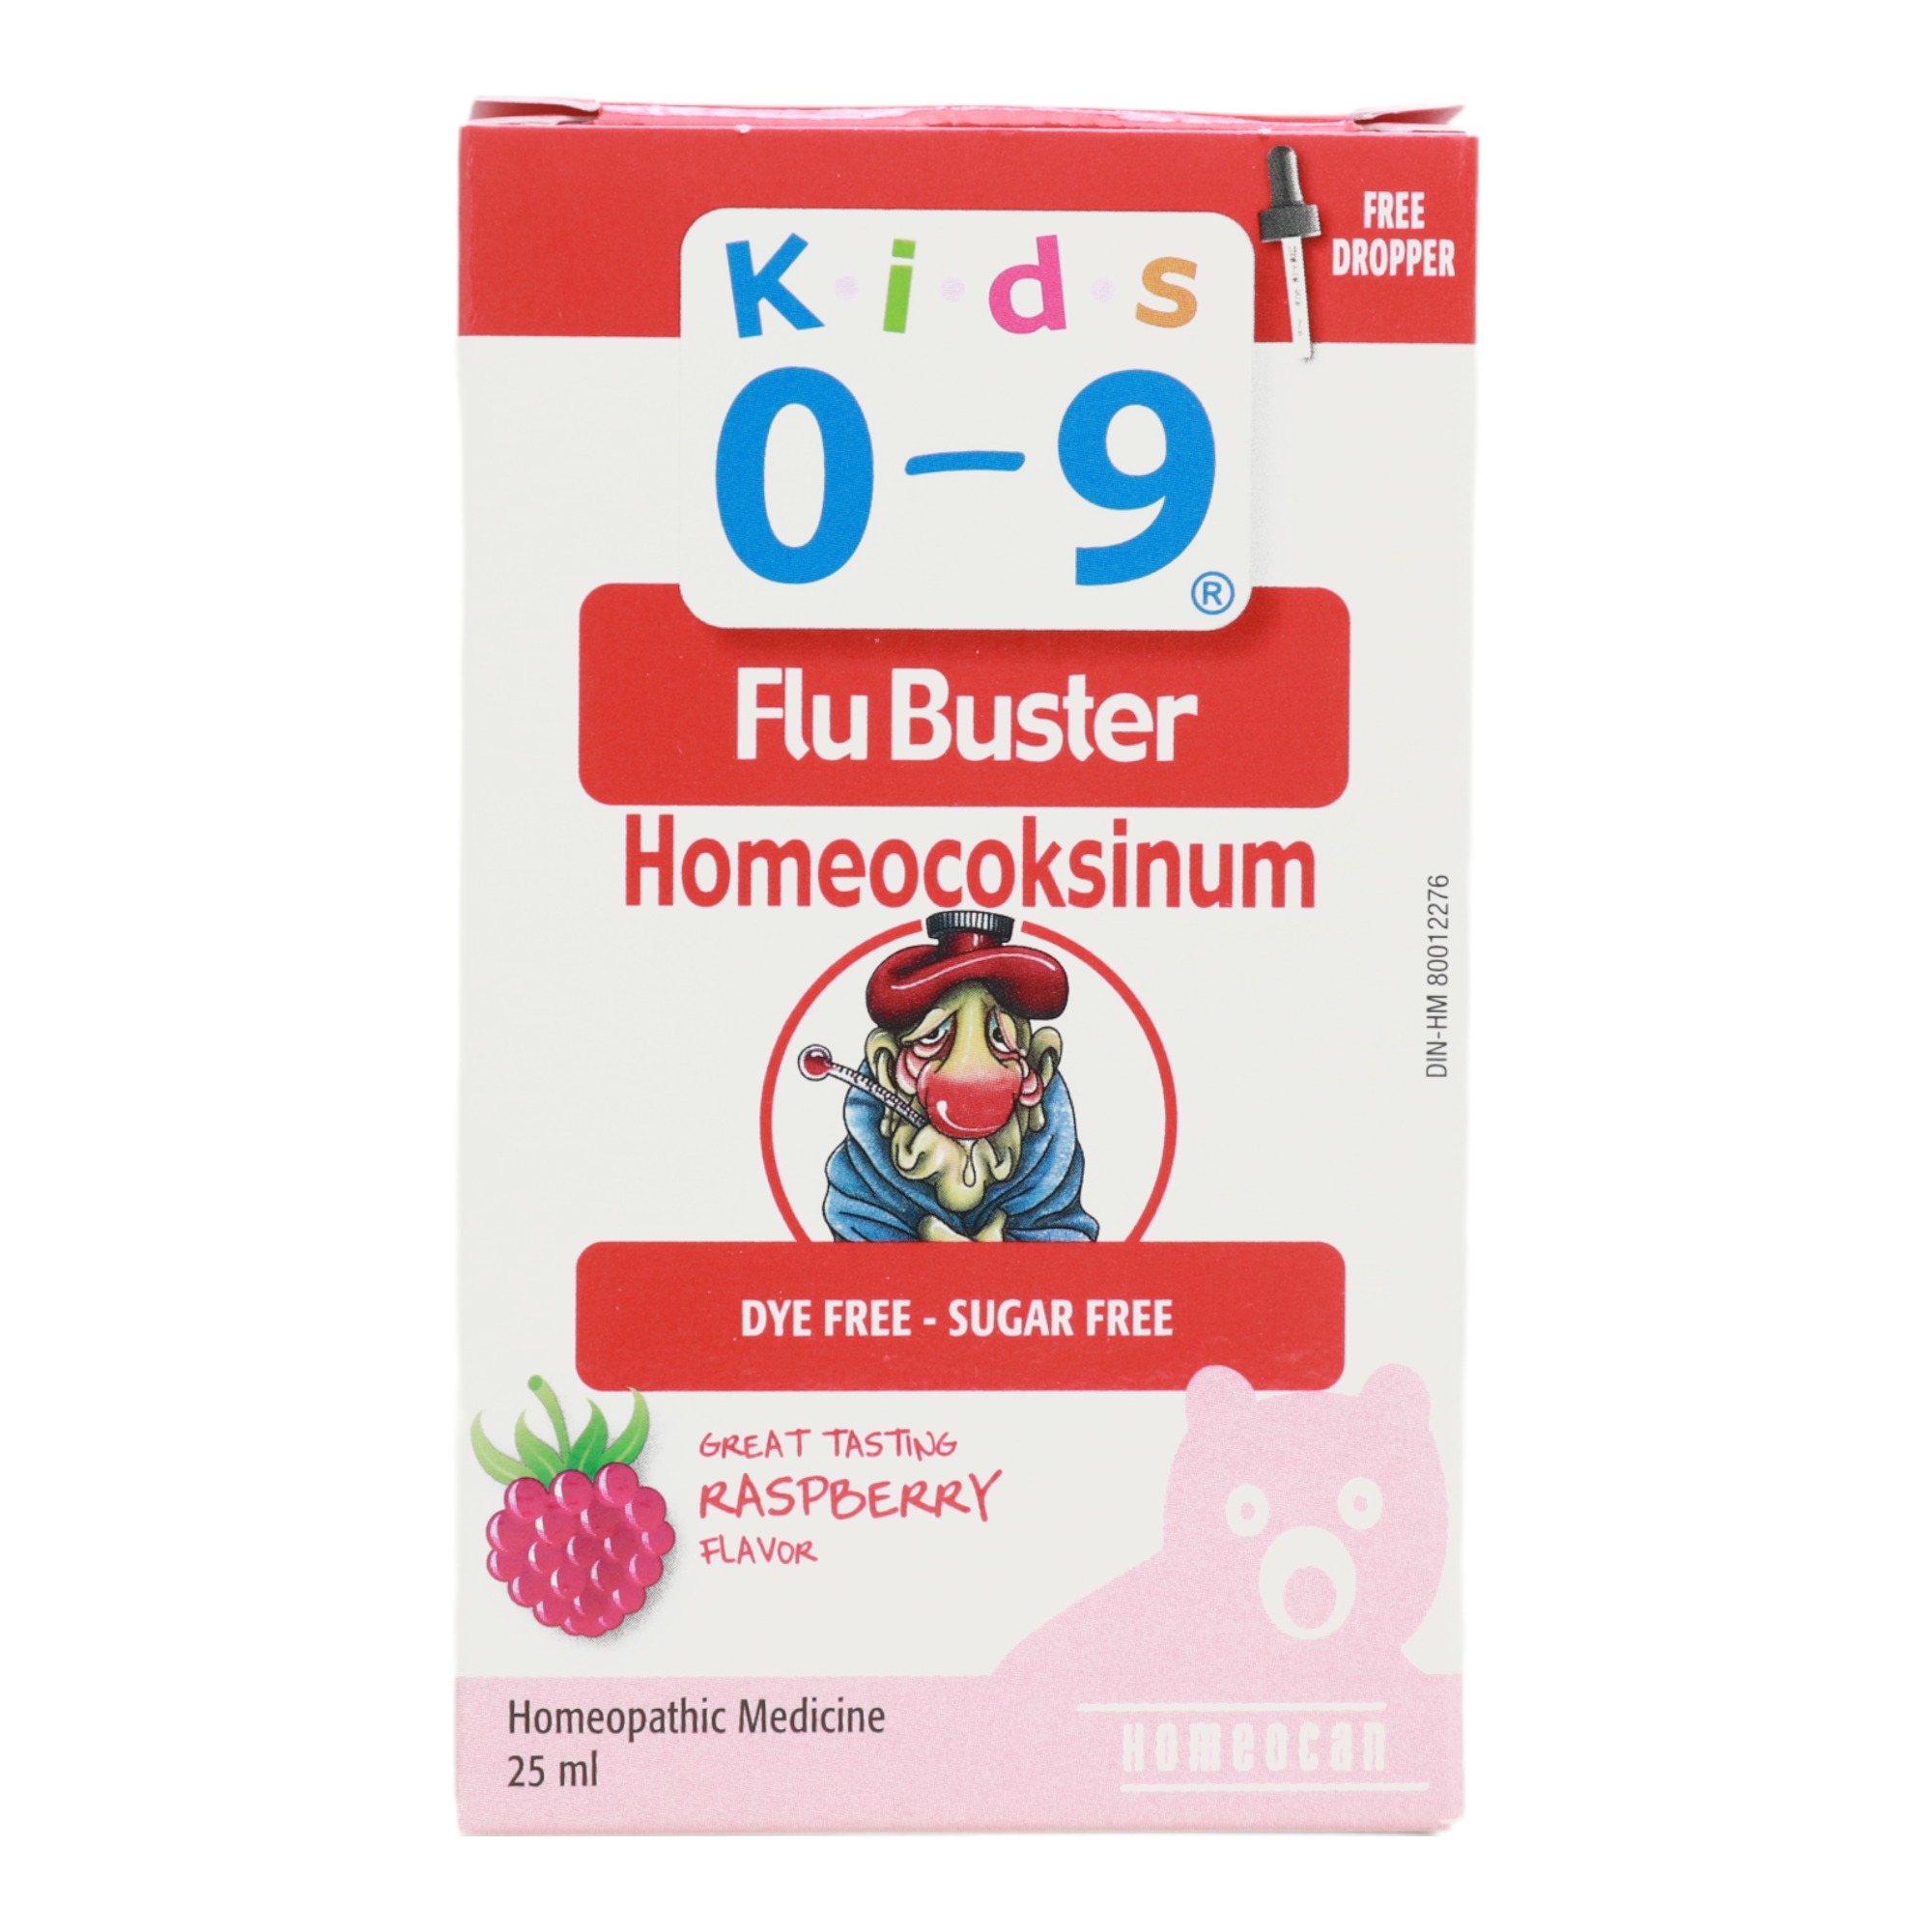 FREE
DROPPER
Kids
0-9®
Flu Buster
Homeocoksinum
DIN-HM 80012276
DYE FREE - SUGAR FREE
GREAT TASTING
RASPBERRY
FLAVOR
Homeopathic Medicine
25 ml
HOMEOCAN